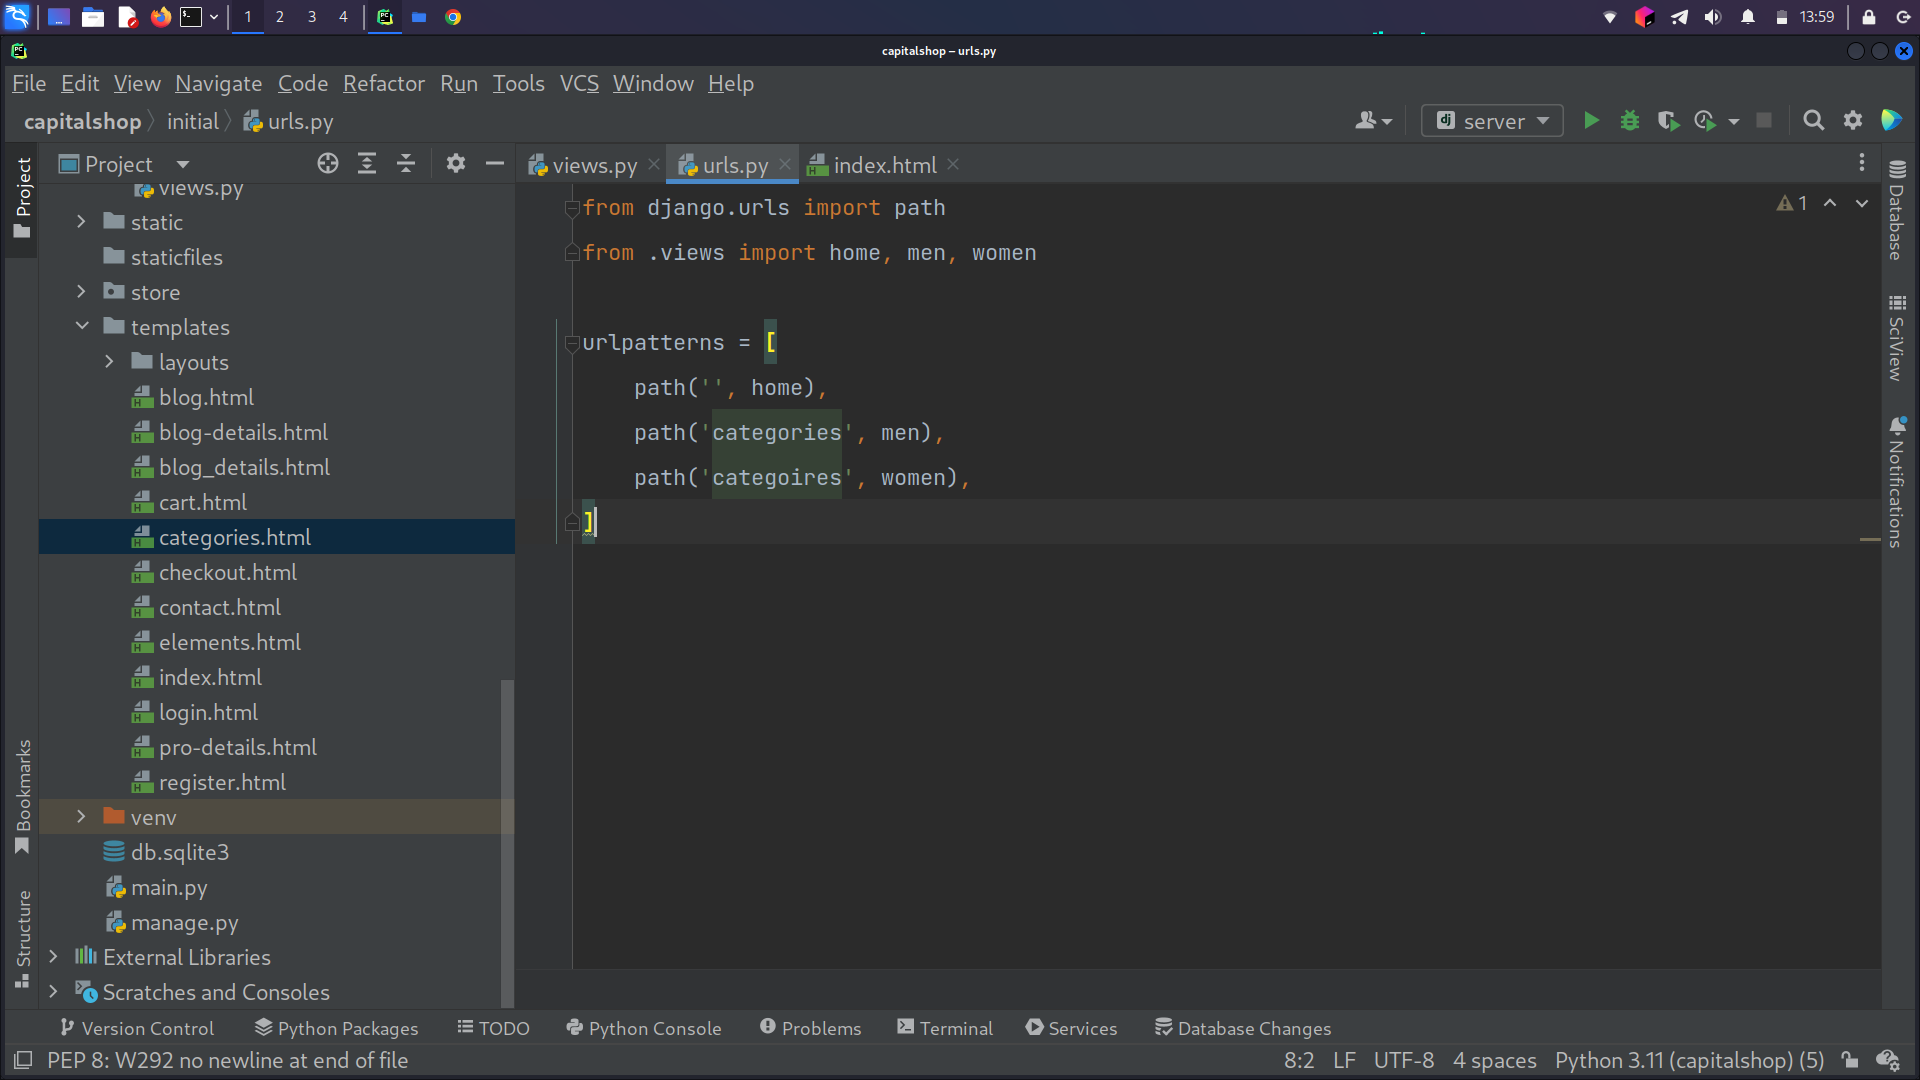 1 2 3 4 13:59
capitalshop – urls.py
File Edit View Navigate Code Refactor Run Tools VCS Window Help
capitalshop initial urls.py
server
Project
views.py urls.py index.html
Project
Bookmarks
Structure
views.py
static
staticfiles
store
templates
layouts
blog.html
blog-details.html
blog_details.html
cart.html
categories.html
checkout.html
contact.html
elements.html
index.html
login.html
pro-details.html
register.html
venv
db.sqlite3
main.py
manage.py
External Libraries
Scratches and Consoles
from django.urls import path
from .views import home, men, women
urlpatterns = [
path('', home),
path('categories', men),
path('categoires', women),
]
1
Database
SciView
Notifications
Version Control Python Packages TODO Python Console Problems Terminal Services Database Changes
PEP 8: W292 no newline at end of file 8:2 LF UTF-8 4 spaces Python 3.11 (capitalshop) (5)